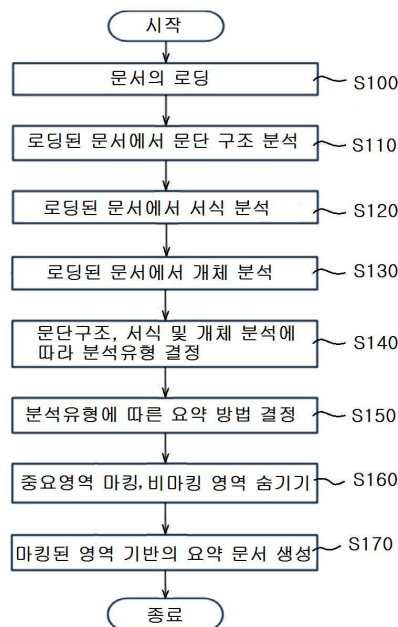 시작
문서의 로딩
S100
로딩된 문서에서 문단 구조 분석
S110
로딩된 문서에서 서식 분석
S120
로딩된 문서에서 개체 분석
S130
문단구조, 서식 및 개체 분석에
따라 분석유형 결정
S140
분석유형에 따른 요약 방법 결정
S150
중요영역 마킹, 비마킹 영역 숨기기
S160
마킹된 영역 기반의 요약 문서 생성
S170
종료